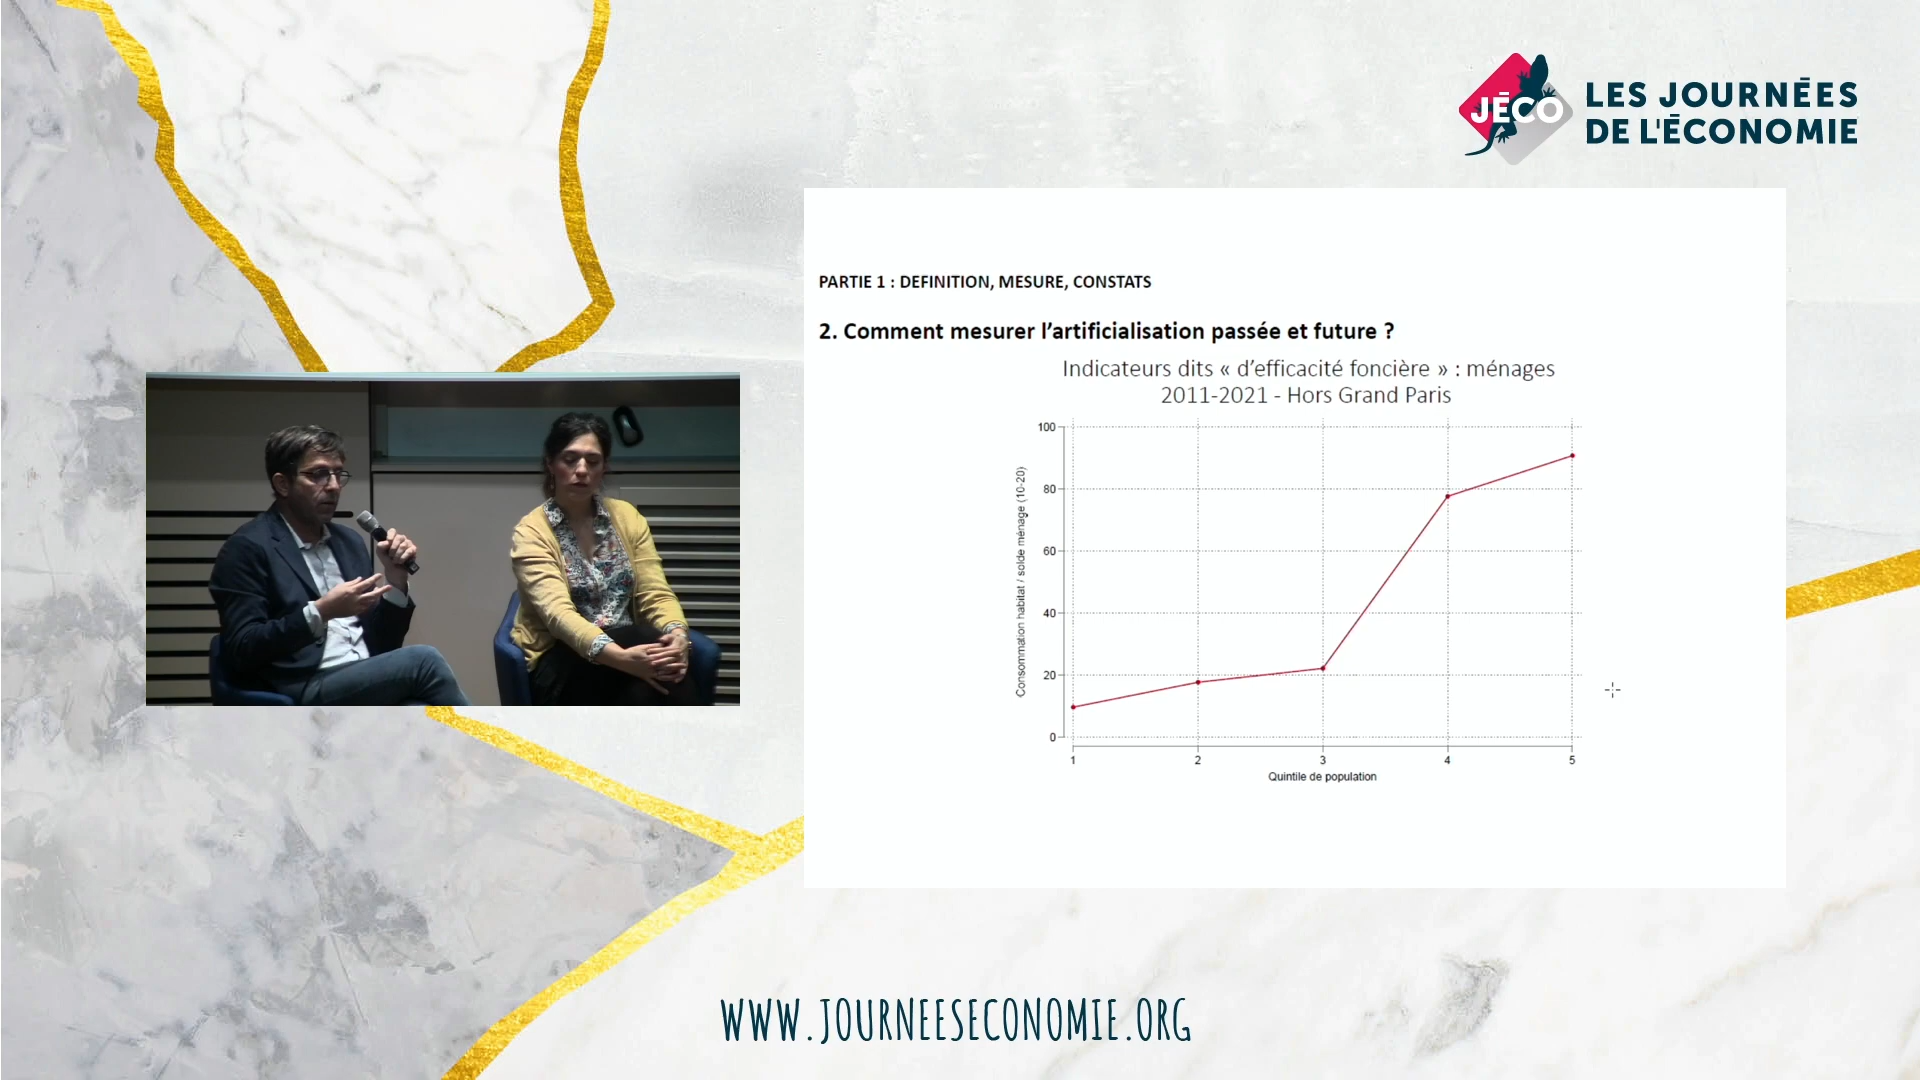 JÉCO
LES JOURNÉES
DE L'ÉCONOMIE
PARTIE 1 : DEFINITION, MESURE, CONSTATS
2. Comment mesurer l’artificialisation passée et future ?
Indicateurs dits « d’efficacité foncière » : ménages
2011-2021 - Hors Grand Paris
Consommation habitat / solde ménage (10-20)
100
80
60
40
20
0
1 2 3 4 5
Quintile de population
WWW.JOURNEESECONOMIE.ORG